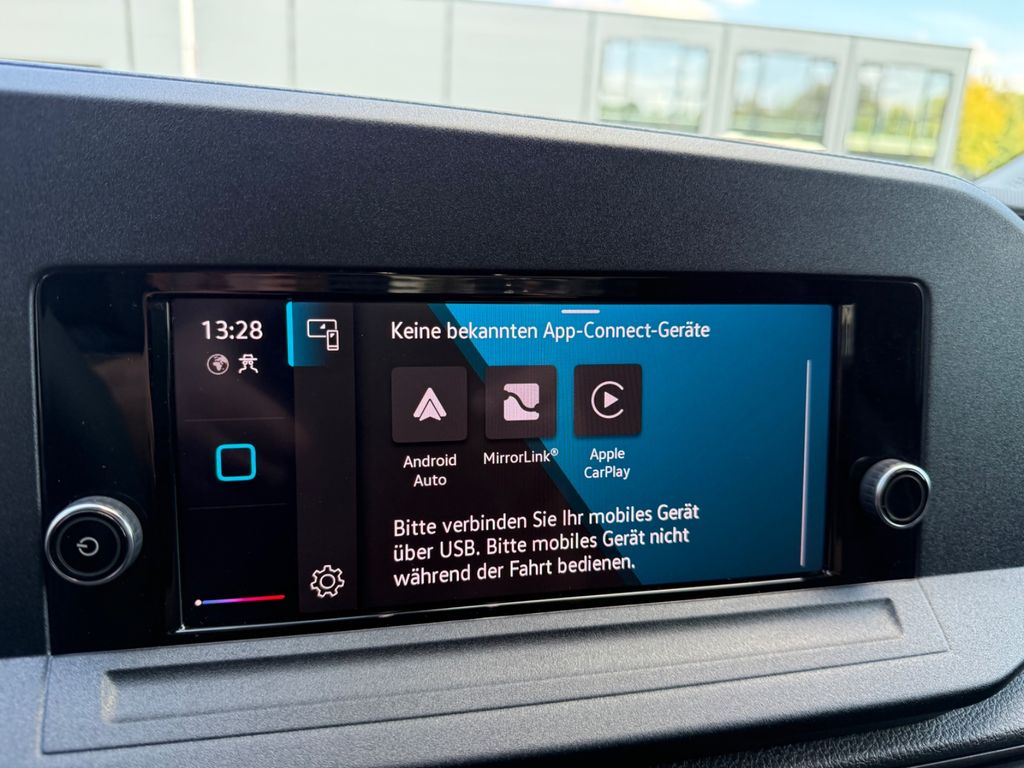 13:28
Keine bekannten App-Connect-Geräte
Android
Auto
MirrorLink®
Apple
CarPlay
Bitte verbinden Sie Ihr mobiles Gerät
über USB. Bitte mobiles Gerät nicht
während der Fahrt bedienen.